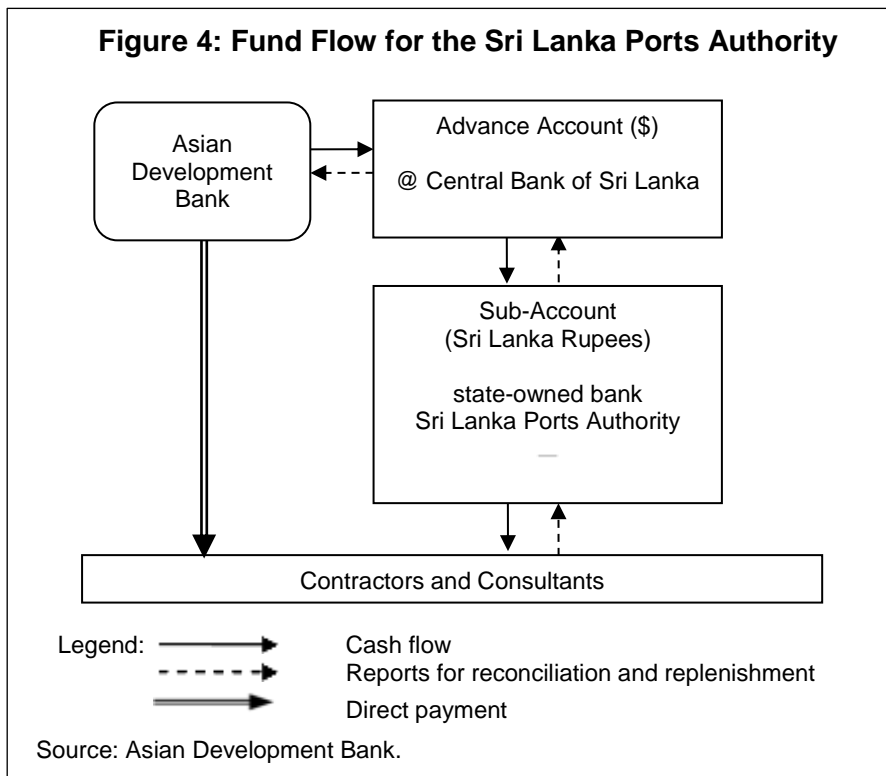 Figure 4: Fund Flow for the Sri Lanka Ports Authority
Asian
Development
Bank
Advance Account ($)
@ Central Bank of Sri Lanka
Sub-Account
(Sri Lanka Rupees)
state-owned bank
Sri Lanka Ports Authority
Contractors and Consultants
Legend:
Cash flow
Reports for reconciliation and replenishment
Direct payment
Source: Asian Development Bank.